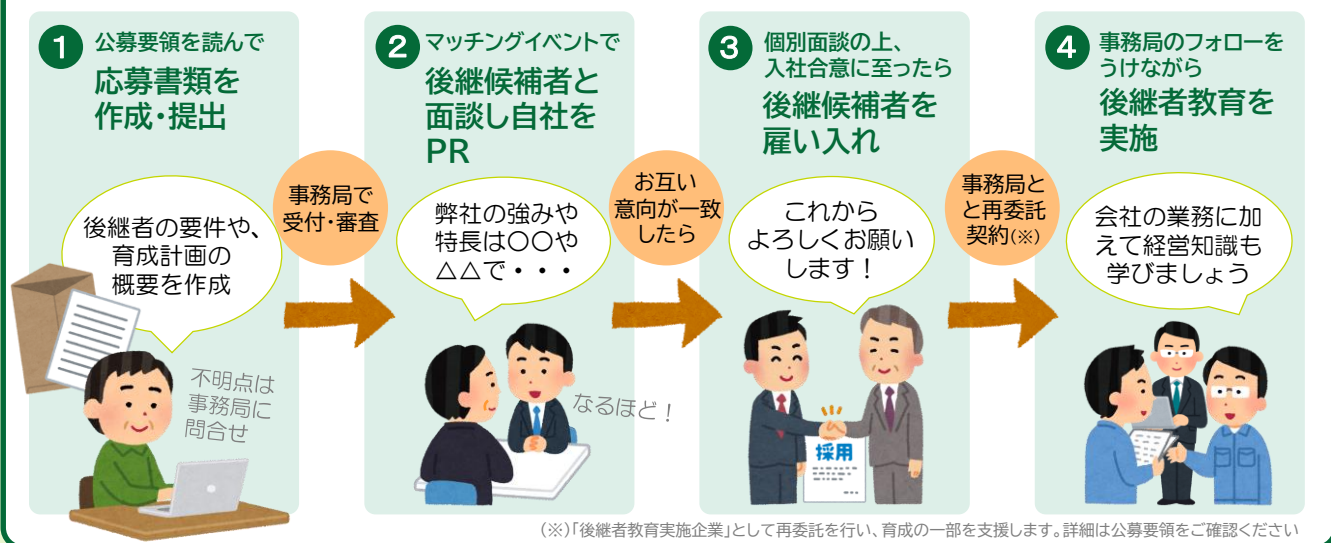 1
公募要領を読んで
応募書類を
作成・提出
後継者の要件や、
育成計画の
概要を作成
不明点は
事務局に
問合せ
事務局で
受付・審査
2
マッチングイベントで
後継候補者と
面談し自社を
PR
弊社の強みや
特長は〇〇や
△△で・・・
なるほど！
お互い
意向が一致
したら
3
個別面談の上、
入社合意に至ったら
後継候補者を
雇い入れ
これから
よろしくお願い
します！
採用
事務局と
と再委託
契約(※)
4
事務局のフォローを
うけながら
後継者教育を
実施
会社の業務に加
えて経営知識も
学びましょう
(※)「後継者教育実施企業」として再委託を行い、育成の一部を支援します。詳細は公募要領をご確認ください